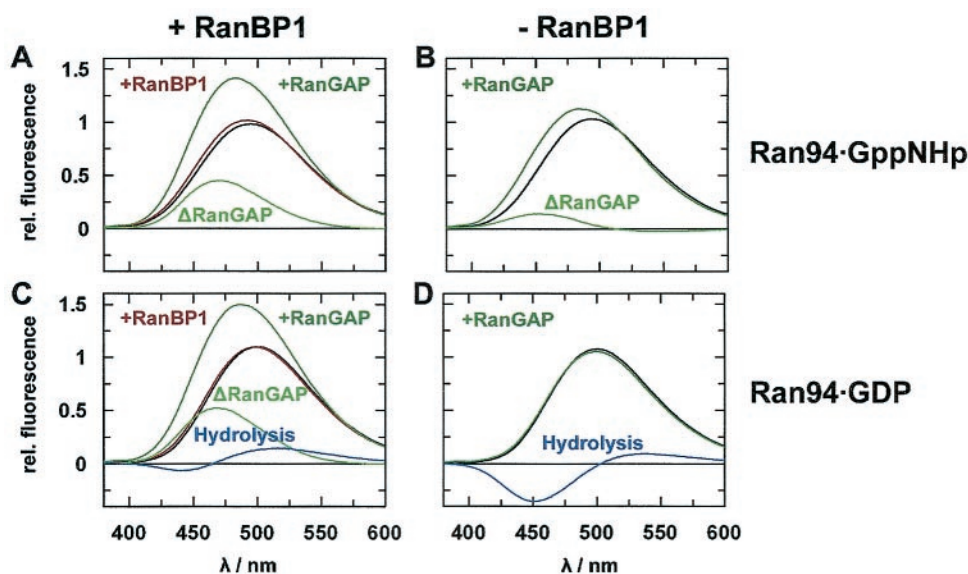 + RanBP1
- RanBP1
A
1.5
+RanBP1
+RanGAP
1
0.5
0
ΔRanGAP
rel. fluorescence
B
+RanGAP
ΔRanGAP
Ran94·GppNHp
C
1.5
+RanBP1
+RanGAP
1
0.5
0
ΔRanGAP
Hydrolysis
rel. fluorescence
400 450 500 550 600
λ / nm
D
+RanGAP
Hydrolysis
400 450 500 550 600
λ / nm
Ran94·GDP